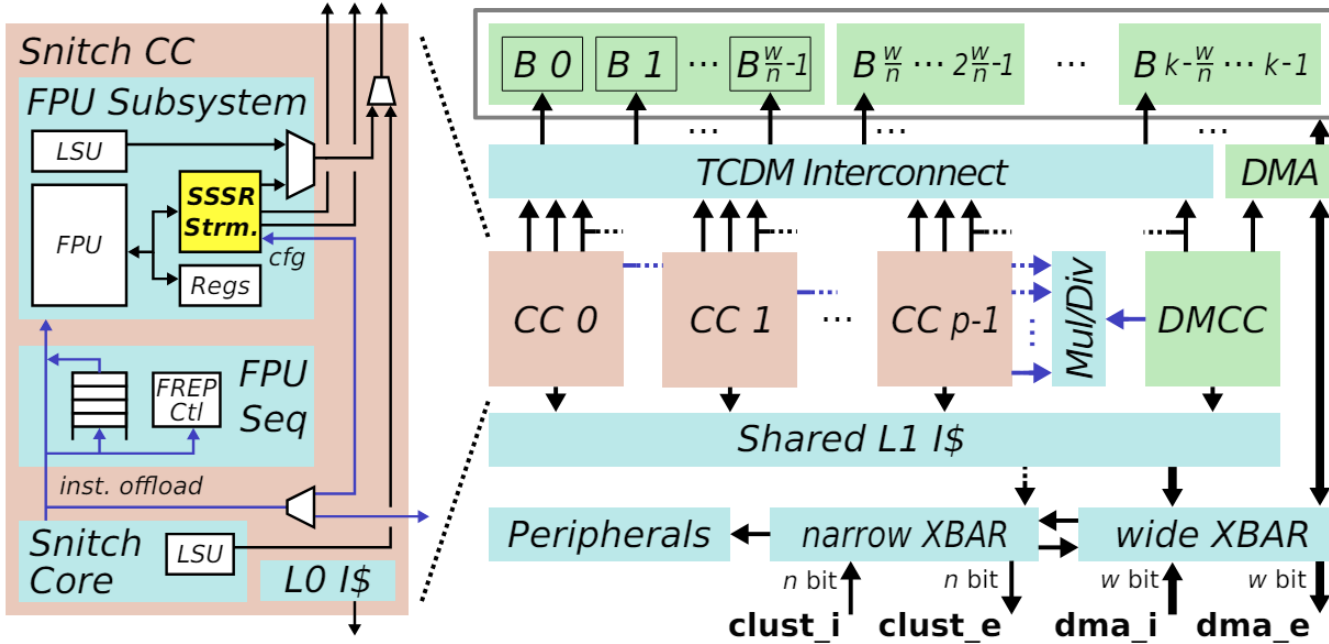 Snitch CC
FPU Subsystem
LSU
FPU
SSSR
Strm.
cfg
Regs
FPU
Seq
FREP
Ctl
inst. offload
Snitch
Core
LSU
L0 I$
B 0 B 1 ... B w/n-1 B w/n ... 2w/n-1 ... B k-w/n ... k-1
... ... ...
TCDM Interconnect DMA
CC 0 CC 1 ... CC p-1 Mul/Div DMCC
Shared L1 I$
Peripherals narrow XBAR wide XBAR
n bit n bit w bit w bit
clust_i clust_e dma_i dma_e